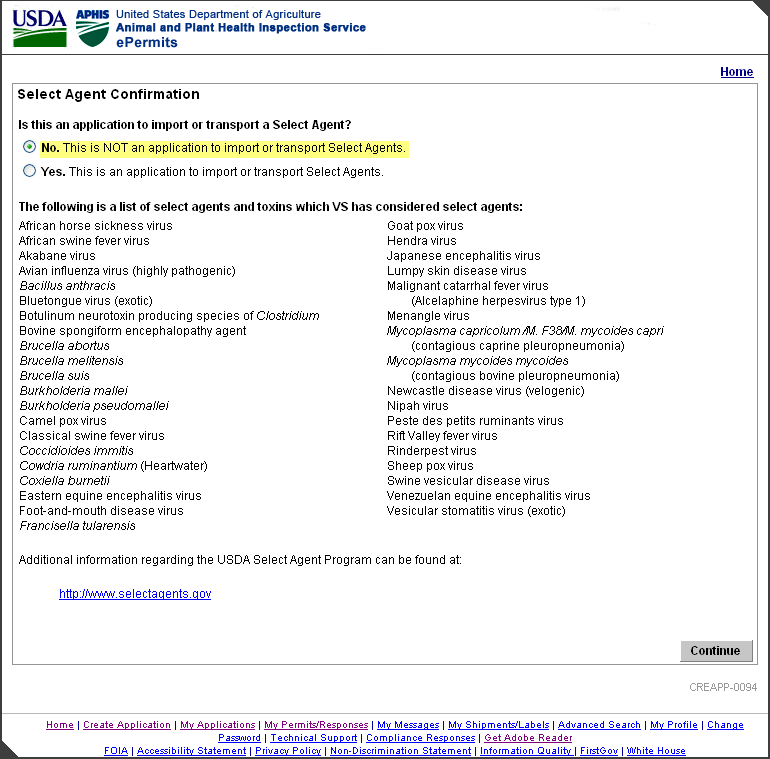 USDA APHIS United States Department of Agriculture
Animal and Plant Health Inspection Service
ePermits
Home
Select Agent Confirmation
Is this an application to import or transport a Select Agent?
No. This is NOT an application to import or transport Select Agents.
Yes. This is an application to import or transport Select Agents.
The following is a list of select agents and toxins which VS has considered select agents:
African horse sickness virus
African swine fever virus
Akabane virus
Avian influenza virus (highly pathogenic)
Bacillus anthracis
Bluetongue virus (exotic)
Botulinum neurotoxin producing species of Clostridium
Bovine spongiform encephalopathy agent
Brucella abortus
Brucella melitensis
Brucella suis
Burkholderia mallei
Burkholderia pseudomallei
Camel pox virus
Classical swine fever virus
Coccidioides immitis
Cowdria ruminantium (Heartwater)
Coxiella burnetii
Eastern equine encephalitis virus
Foot-and-mouth disease virus
Francisella tularensis
Goat pox virus
Hendra virus
Japanese encephalitis virus
Lumpy skin disease virus
Malignant catarrhal fever virus
(Alcelaphine herpesvirus type 1)
Menangle virus
Mycoplasma capricolum /M. F38/M. mycoides capri
(contagious caprine pleuropneumonia)
Mycoplasma mycoides mycoides
(contagious bovine pleuropneumonia)
Newcastle disease virus (velogenic)
Nipah virus
Peste des petits ruminants virus
Rift Valley fever virus
Rinderpest virus
Sheep pox virus
Swine vesicular disease virus
Venezuelan equine encephalitis virus
Vesicular stomatitis virus (exotic)
Additional information regarding the USDA Select Agent Program can be found at:
http://www.selectagents.gov
Continue
CREAPP-0094
Home | Create Application | My Applications | My Permits/Responses | My Messages | My Shipments/Labels | Advanced Search | My Profile | Change
Password | Technical Support | Compliance Responses | Get Adobe Reader
FOIA | Accessibility Statement | Privacy Policy | Non-Discrimination Statement | Information Quality | FirstGov | White House